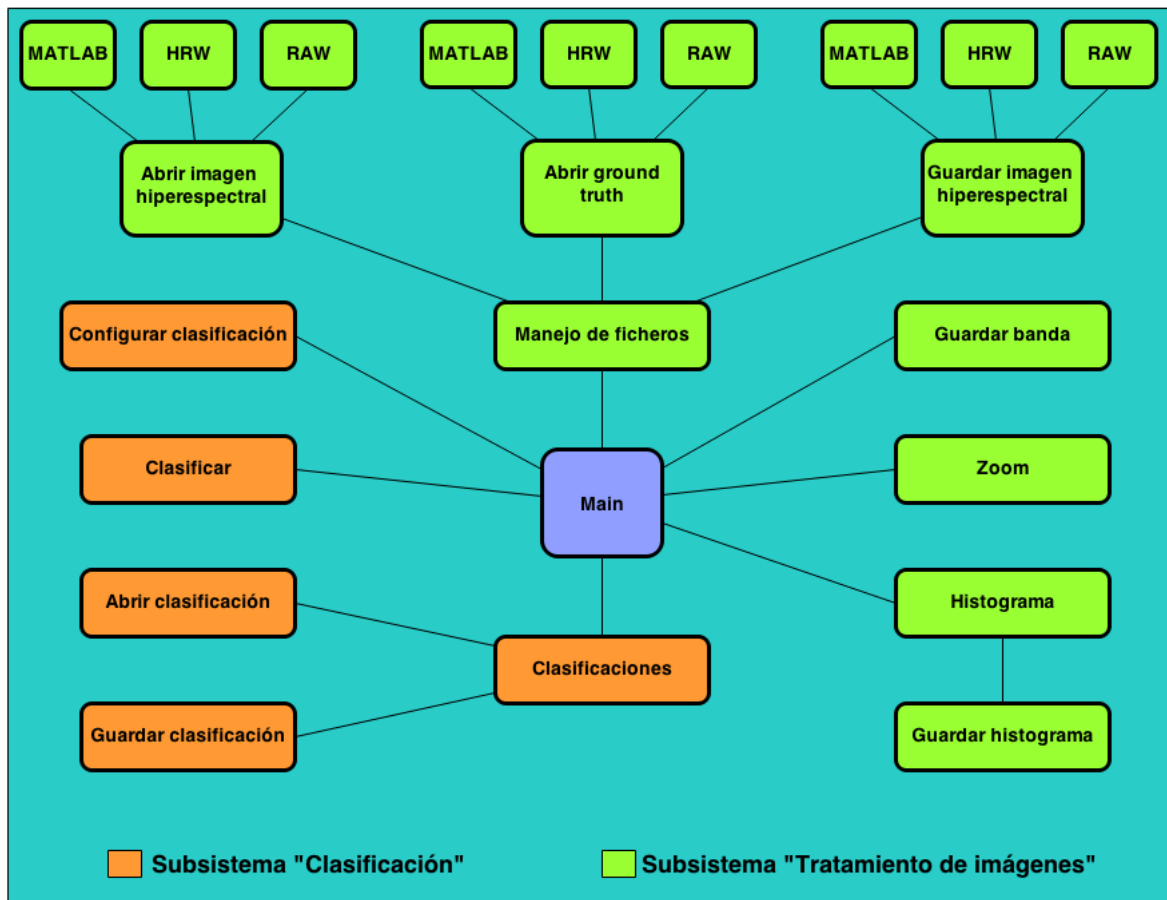 MATLAB
HRW
RAW
MATLAB
HRW
RAW
MATLAB
HRW
RAW
Abrir imagen
hiperespectral
Abrir ground
truth
Guardar imagen
hiperespectral
Configurar clasificación
Manejo de ficheros
Guardar banda
Clasificar
Main
Zoom
Abrir clasificación
Histograma
Clasificaciones
Guardar clasificación
Guardar histograma
Subsistema "Clasificación"
Subsistema "Tratamiento de imágenes"